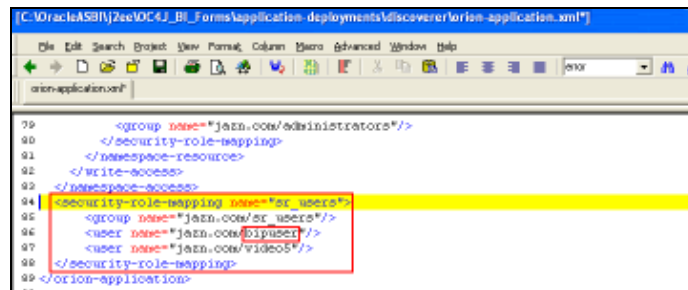 [C:\OracleASBI\j2ee\OC4J_BI_Forms\application-deployments\discoverer\orion-application.xml*]
File Edit Search Project View Format Column Macro Advanced Window Help
error
orion-application.xml*
79 <group name="jazn.com/administrators"/>
80 </security-role-mapping>
81 </namespace-resource>
82 </write-access>
83 </namespace-access>
84 <security-role-mapping name="sr_users">
85 <group name="jazn.com/sr_users"/>
86 <user name="jazn.com/bipuser"/>
87 <user name="jazn.com/video5"/>
88 </security-role-mapping>
89 </orion-application>